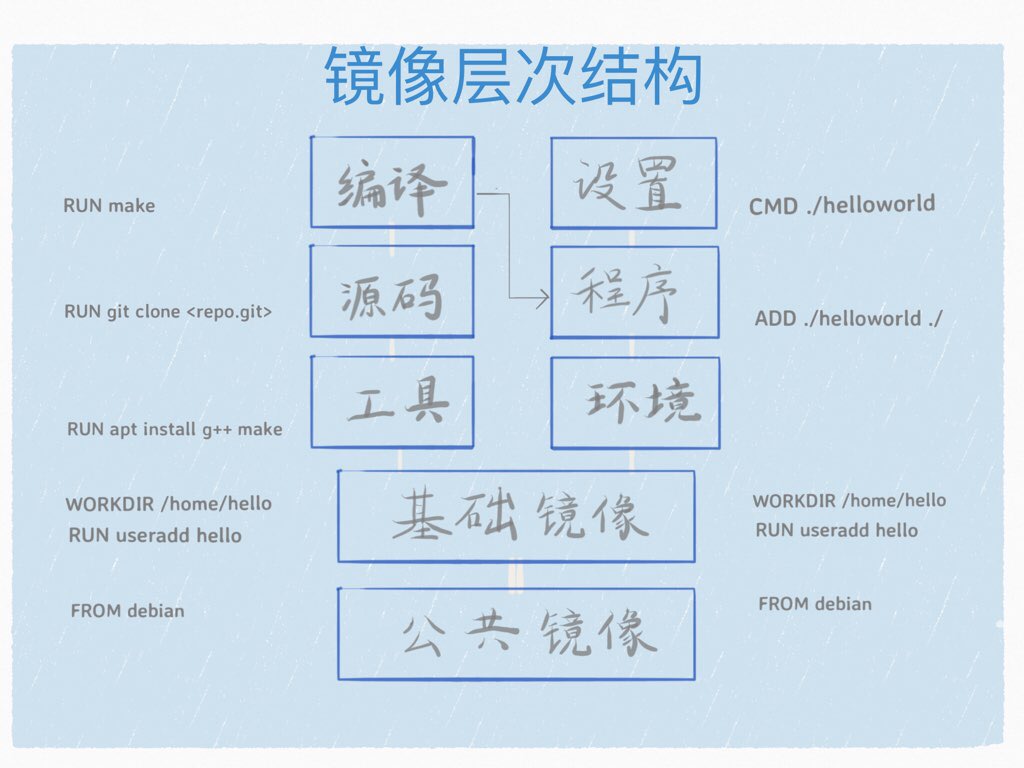 镜像层次结构
RUN make
编译
设置
CMD ./helloworld
RUN git clone <repo.git>
源码
程序
ADD ./helloworld ./
RUN apt install g++ make
工具
环境
WORKDIR /home/hello
RUN useradd hello
基础镜像
WORKDIR /home/hello
RUN useradd hello
FROM debian
公共镜像
FROM debian